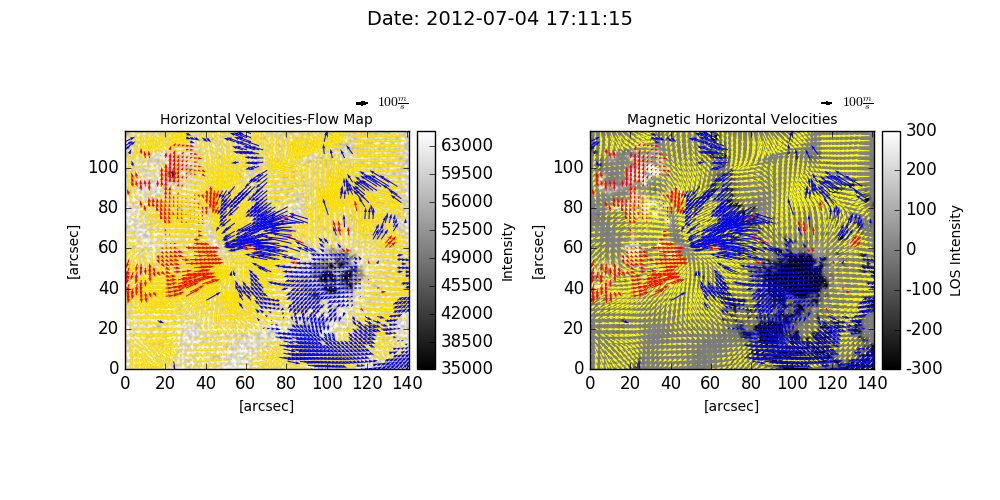 Date: 2012-07-04 17:11:15
100 m/s
Horizontal Velocities-Flow Map
[arcsec]
100
80
60
40
20
0
0 20 40 60 80 100 120 140
[arcsec]
63000
59500
56000
52500
49000
45500
42000
38500
35000
Intensity
100 m/s
Magnetic Horizontal Velocities
[arcsec]
100
80
60
40
20
0
0 20 40 60 80 100 120 140
[arcsec]
300
200
100
0
-100
-200
-300
LOS Intensity